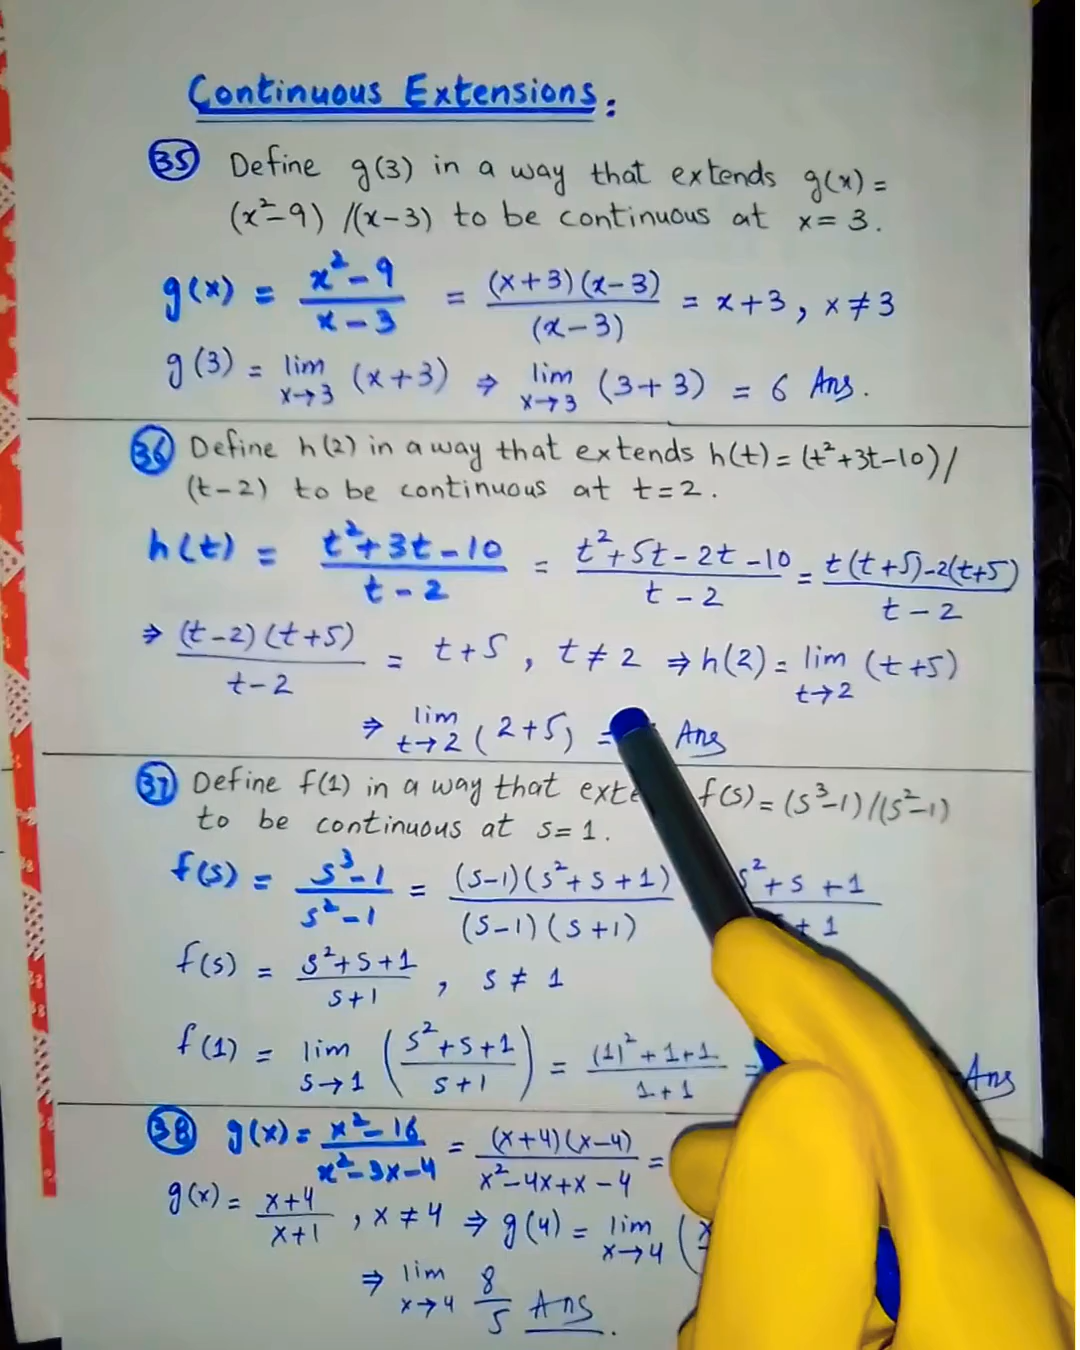 Continuous Extensions:
35 Define g(3) in a way that extends g(x) =
(x²-9) /(x-3) to be continuous at x = 3.
g(x) = x²-9 / x-3 = (x+3)(x-3) / (x-3) = x+3, x≠3
g(3) = lim x→3 (x+3) ⇒ lim x→3 (3+3) = 6 Ans.
36 Define h(2) in a way that extends h(t) = (t²+3t-10)/
(t-2) to be continuous at t=2.
h(t) = t²+3t-10 / t-2 = t²+5t-2t-10 / t-2 = t(t+5)-2(t+5) / t-2
⇒ (t-2)(t+5) / t-2 = t+5, t≠2 ⇒ h(2) = lim t→2 (t+5)
⇒ lim t→2 (2+5) = Ans
37 Define f(1) in a way that f(s) = (s³-1)/(s²-1)
to be continuous at s=1.
f(s) = s³-1 / s²-1 = (s-1)(s²+s+1) / (s-1)(s+1) s²+s+1 / + 1
f(s) = s²+s+1 / s+1, s≠1
f(1) = lim s→1 (s²+s+1 / s+1) = (1)²+1+1 / 1+1 = Ans
38 g(x) = x²-16 / x²-3x-4 = (x+4)(x-4) / x²-4x+x-4 =
g(x) = x+4 / x+1, x≠4 ⇒ g(4) = lim x→4 (
⇒ lim x→4 8/5 Ans.